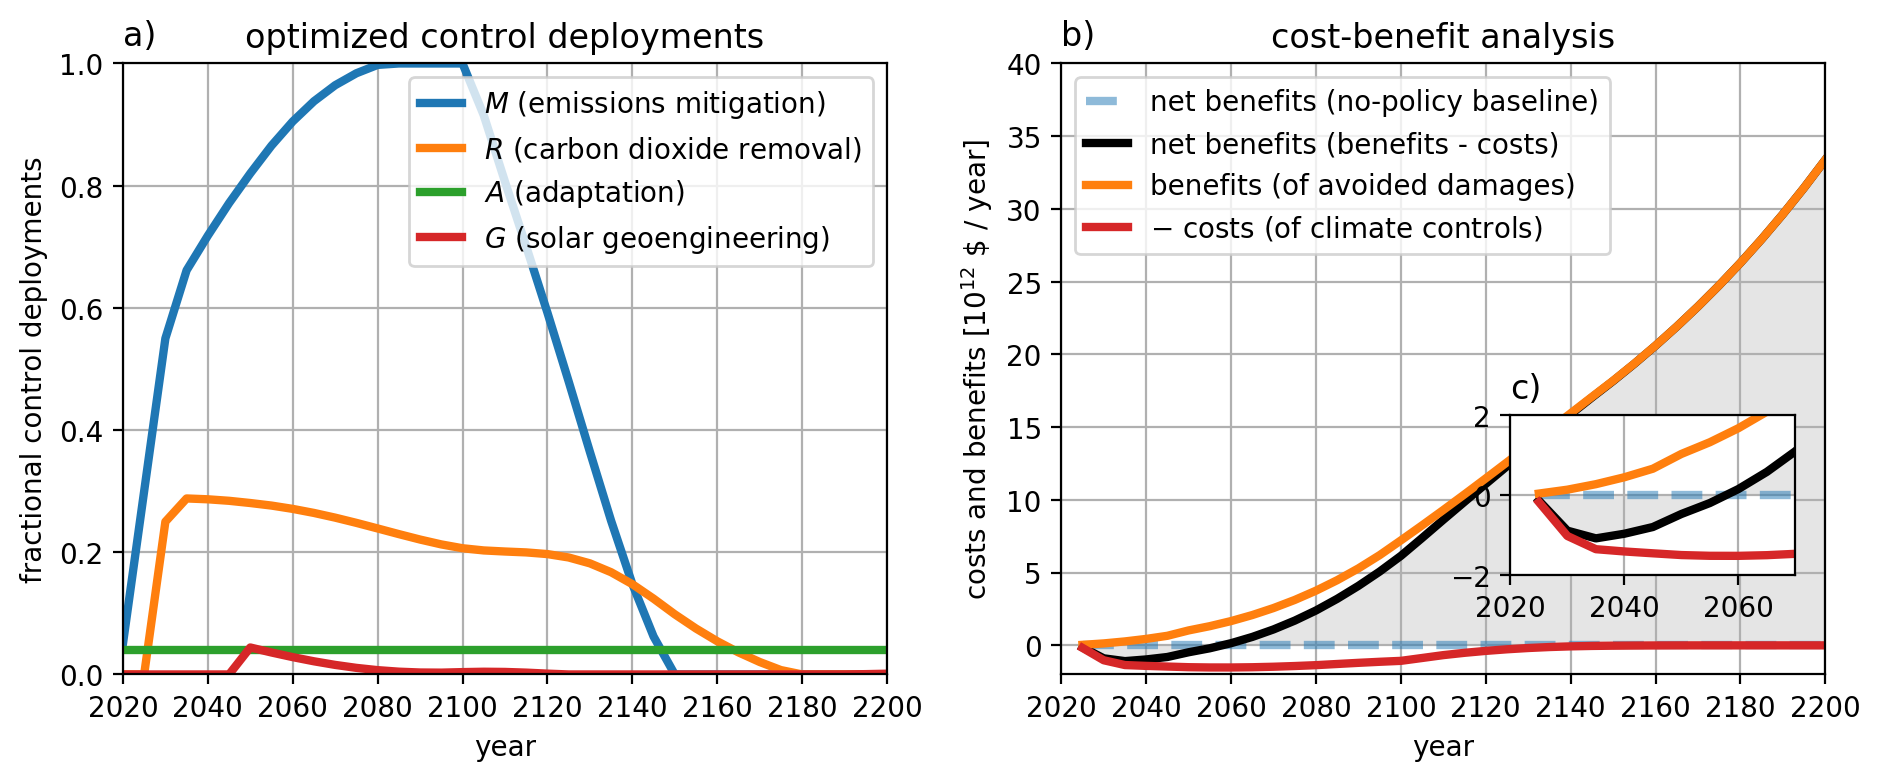 a)
optimized control deployments
1.0
0.8
0.6
0.4
0.2
0.0
fractional control deployments
M (emissions mitigation)
R (carbon dioxide removal)
A (adaptation)
G (solar geoengineering)
2020 2040 2060 2080 2100 2120 2140 2160 2180 2200
year
b)
cost-benefit analysis
40
35
30
25
20
15
10
5
0
costs and benefits [10¹² $ / year]
net benefits (no-policy baseline)
net benefits (benefits - costs)
benefits (of avoided damages)
− costs (of climate controls)
c)
2
0
−2
2020 2040 2060
2020 2040 2060 2080 2100 2120 2140 2160 2180 2200
year